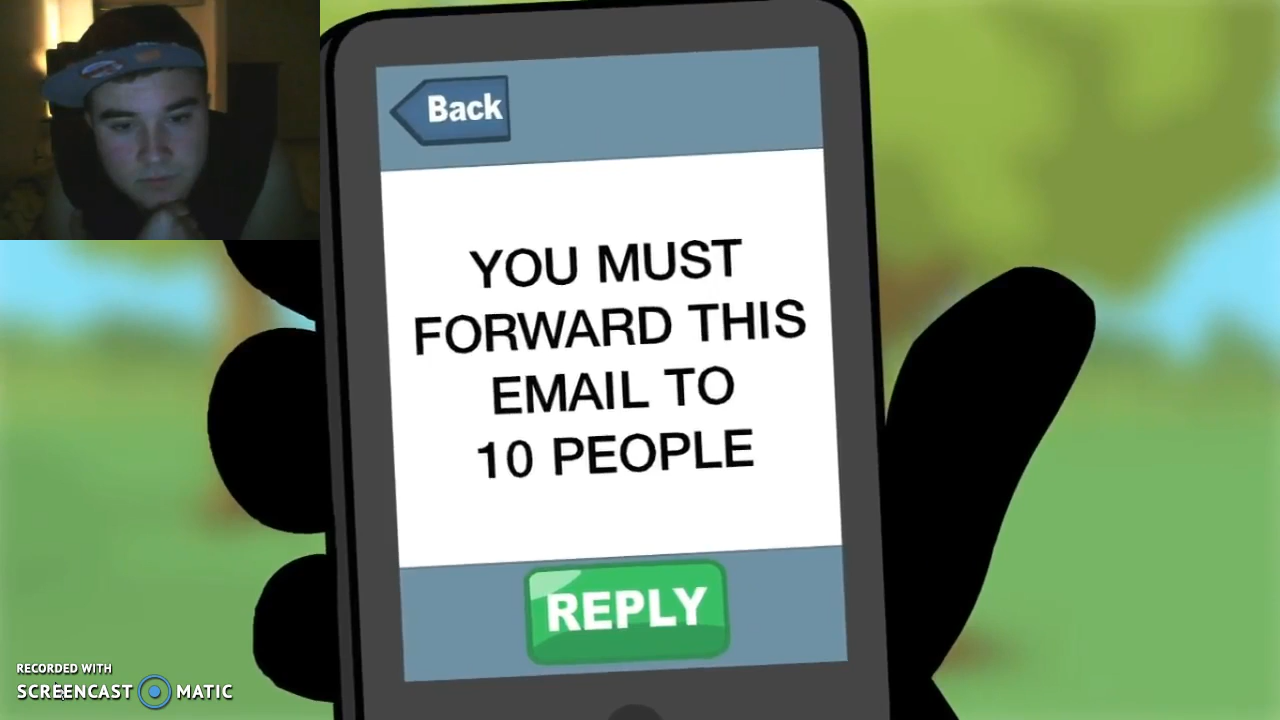 Back
YOU MUST
FORWARD THIS
EMAIL TO
10 PEOPLE
REPLY
RECORDED WITH
SCREENCAST MATIC